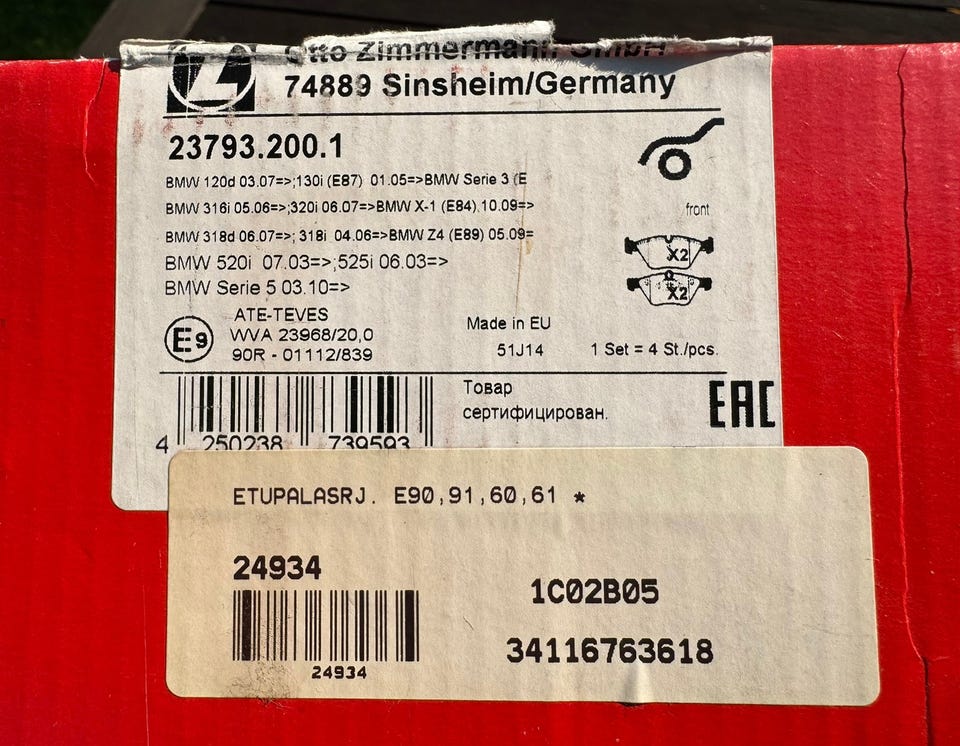 Otto Zimmermann GmbH
74889 Sinsheim/Germany
23793.200.1
BMW 120d 03.07=>;130i (E87) 01.05=>BMW Serie 3 (E
BMW 316i 05.06=>;320i 06.07=>BMW X-1 (E84).10.09=>
front
BMW 318d 06.07=>; 318i 04.06=>BMW Z4 (E89) 05.09=
BMW 520i 07.03=>;525i 06.03=>
X2
BMW Serie 5 03.10=>
X2
ATE-TEVES
E9
WVA 23968/20,0
90R - 01112/839
Made in EU
51J14
1 Set = 4 St./pcs.
Товар
сертифицирован.
EAC
4 250238 739593
ETUPALASRJ. E90,91,60,61 *
24934
1C02B05
34116763618
24934